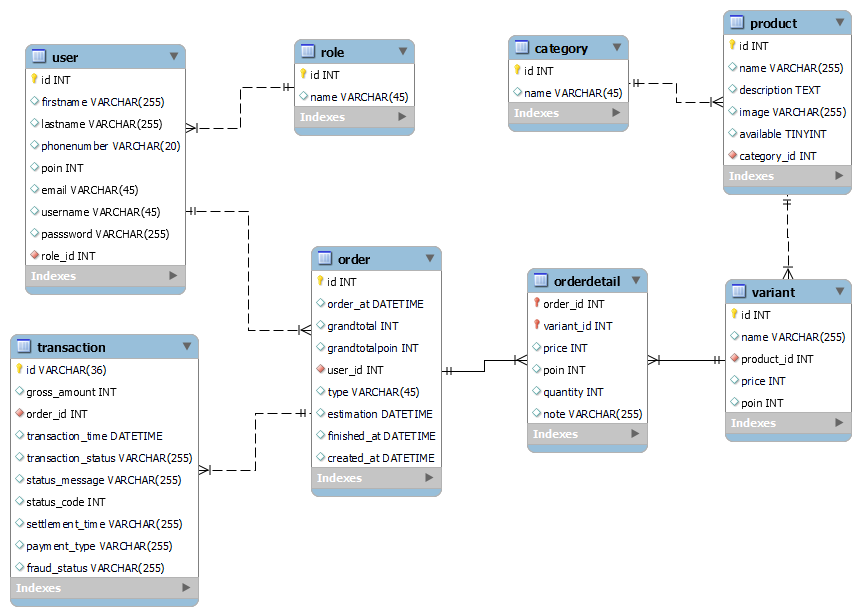 user
id INT
firstname VARCHAR(255)
lastname VARCHAR(255)
phonenumber VARCHAR(20)
poin INT
email VARCHAR(45)
username VARCHAR(45)
passsword VARCHAR(255)
role_id INT
Indexes
role
id INT
name VARCHAR(45)
Indexes
category
id INT
name VARCHAR(45)
Indexes
product
id INT
name VARCHAR(255)
description TEXT
image VARCHAR(255)
available TINYINT
category_id INT
Indexes
transaction
id VARCHAR(36)
gross_amount INT
order_id INT
transaction_time DATETIME
transaction_status VARCHAR(255)
status_message VARCHAR(255)
status_code INT
settlement_time VARCHAR(255)
payment_type VARCHAR(255)
fraud_status VARCHAR(255)
Indexes
order
id INT
order_at DATETIME
grandtotal INT
grandtotalpoin INT
user_id INT
type VARCHAR(45)
estimation DATETIME
finished_at DATETIME
created_at DATETIME
Indexes
orderdetail
order_id INT
variant_id INT
price INT
poin INT
quantity INT
note VARCHAR(255)
Indexes
variant
id INT
name VARCHAR(255)
product_id INT
price INT
poin INT
Indexes